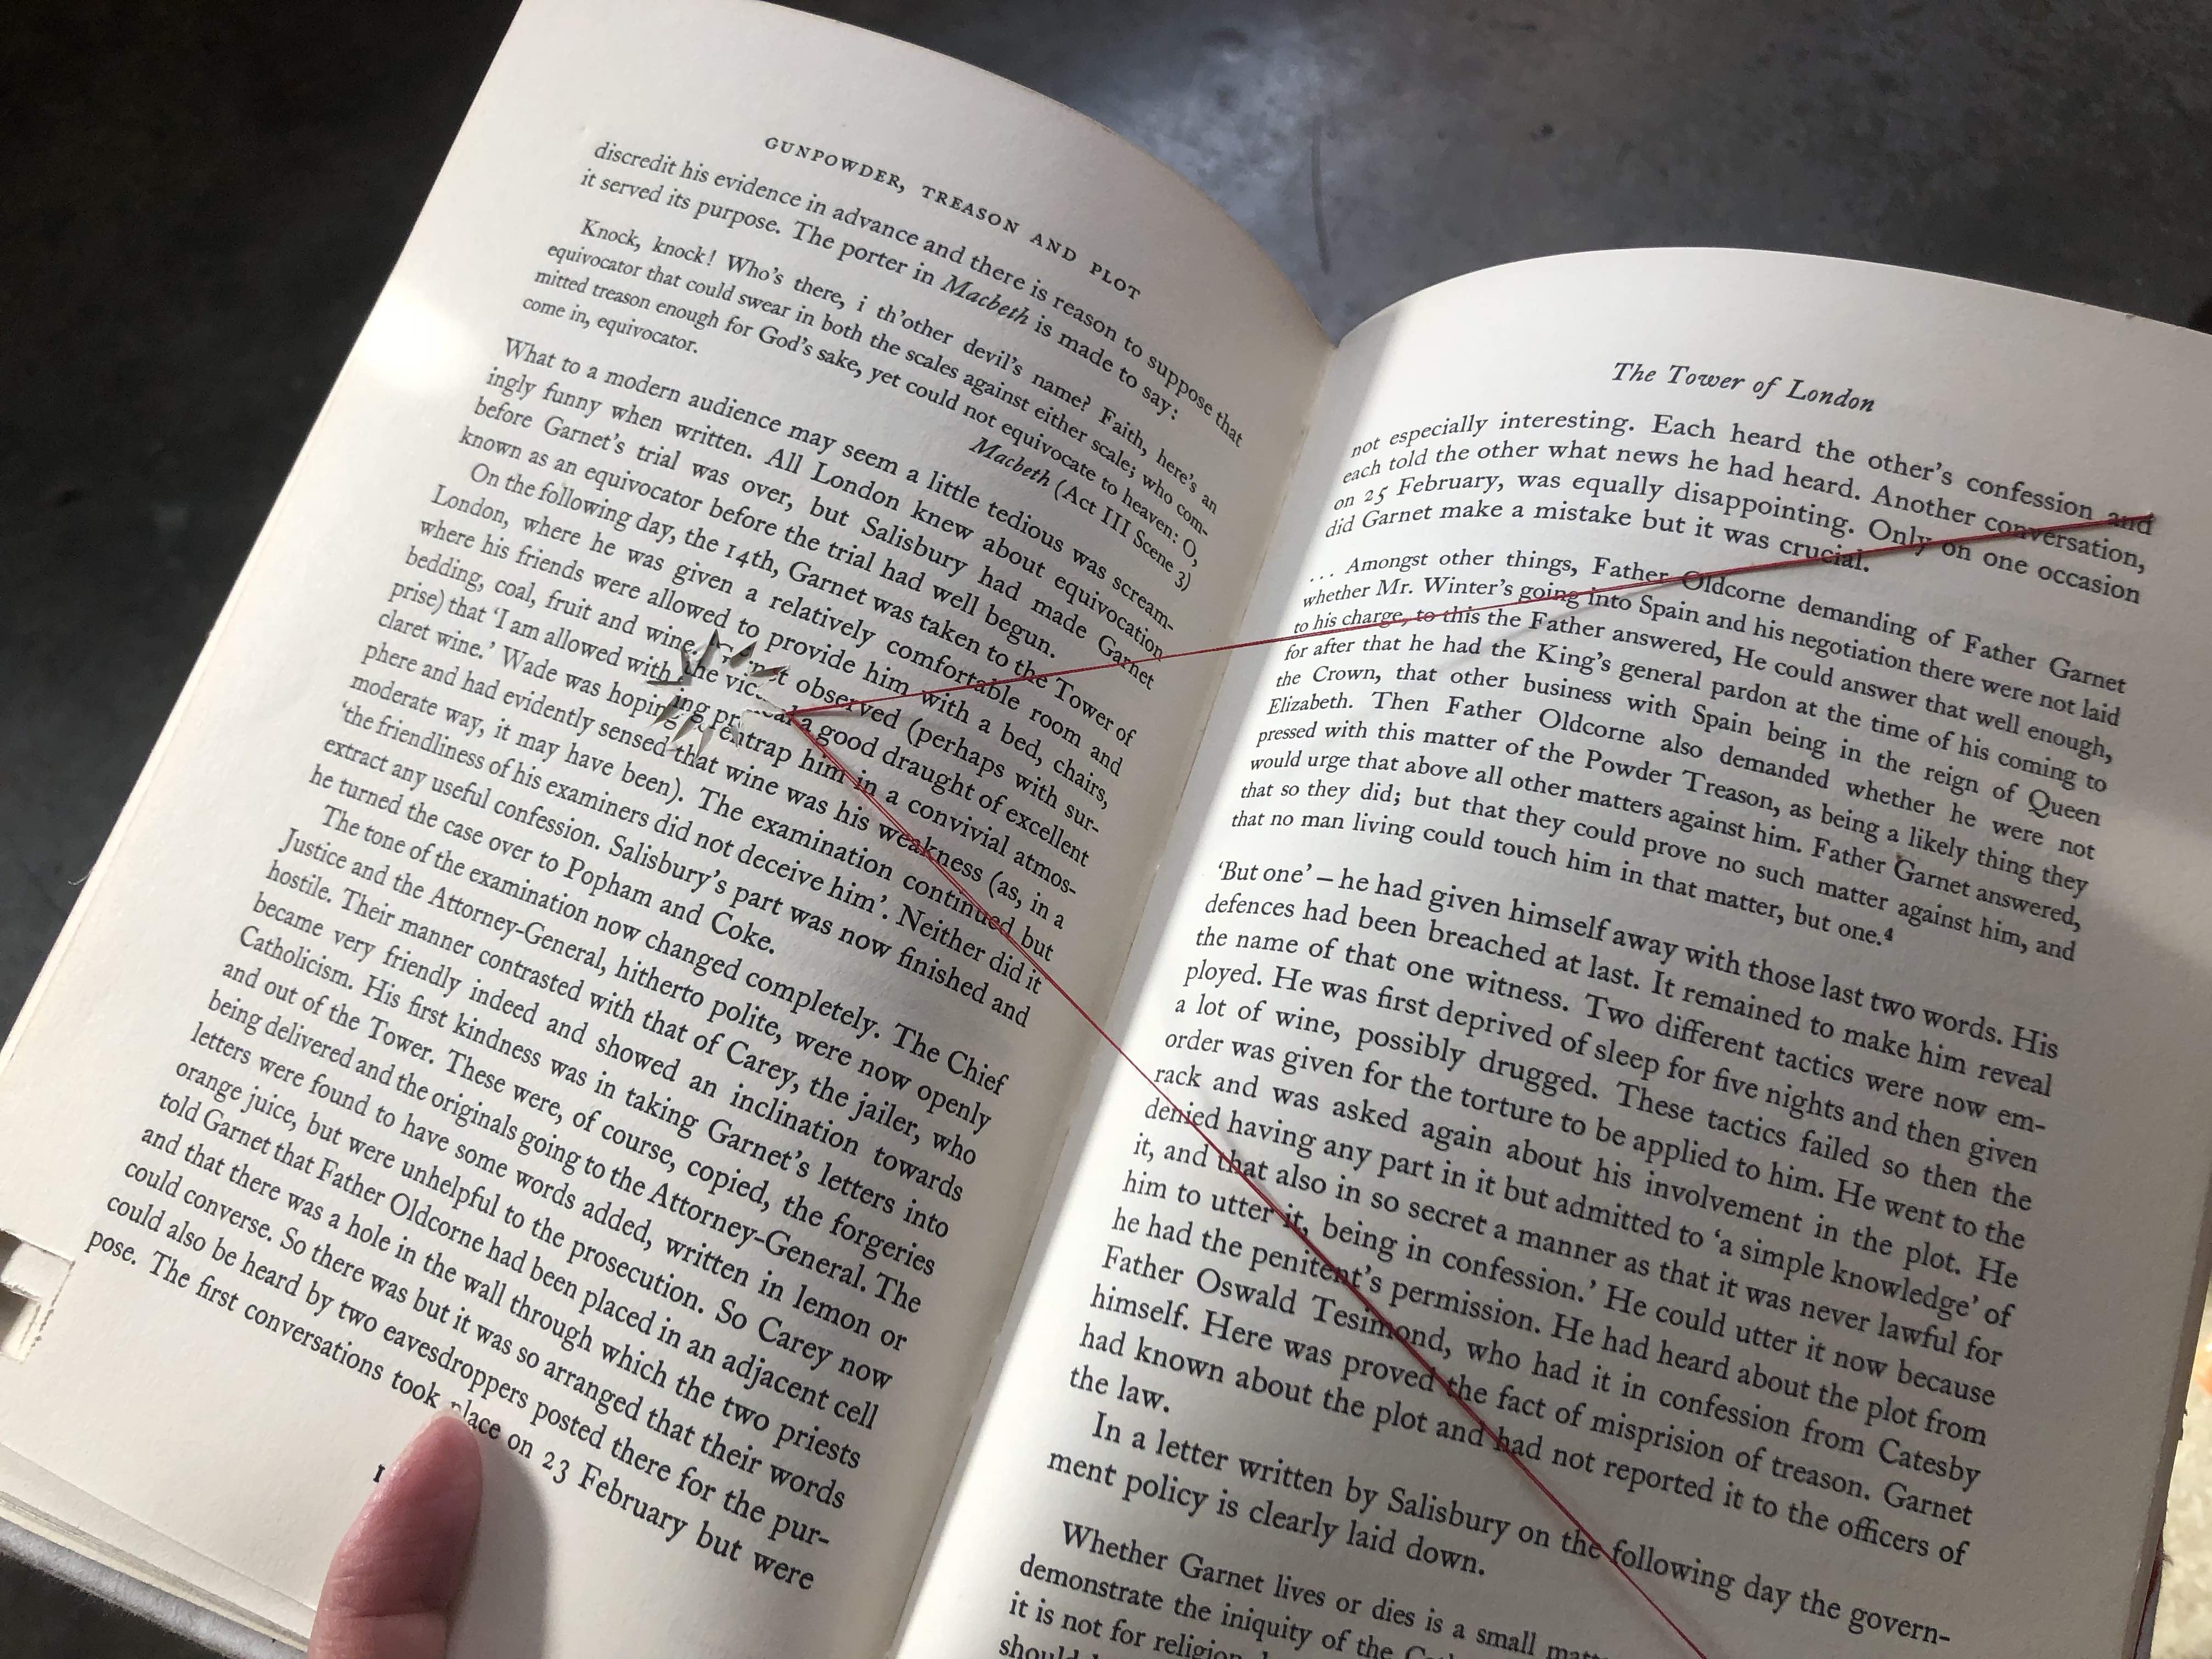 GUNPOWDER, TREASON AND PLOT
discredit his evidence in advance and there is reason to suppose that
it served its purpose. The porter in Macbeth is made to say:
Knock, knock! Who's there, i th'other devil's name? Faith, here's an
equivocator that could swear in both the scales against either scale; who com-
mitted treason enough for God's sake, yet could not equivocate to heaven: O,
come in, equivocator.
Macbeth (Act III Scene 3)
What to a modern audience may seem a little tedious was scream-
ingly funny when written. All London knew about equivocation
before Garnet's trial was over, but Salisbury had made Garnet
known as an equivocator before the trial had well begun.
On the following day, the 14th, Garnet was taken to the Tower of
London, where he was given a relatively comfortable room and
where his friends were allowed to provide him with a bed, chairs,
bedding, coal, fruit and wine. Garnet observed (perhaps with sur-
prise) that 'I am allowed with a good draught of excellent
claret wine.' Wade was hoping to entrap him in a convivial atmos-
phere and had evidently sensed that wine was his weakness (as, in a
moderate way, it may have been). The examination continued but
'the friendliness of his examiners did not deceive him'. Neither did it
extract any useful confession. Salisbury's part was now finished and
he turned the case over to Popham and Coke.
The tone of the examination now changed completely. The Chief
Justice and the Attorney-General, hitherto polite, were now openly
hostile. Their manner contrasted with that of Carey, the jailer, who
became very friendly indeed and showed an inclination towards
Catholicism. His first kindness was in taking Garnet's letters into
and out of the Tower. These were, of course, copied, the forgeries
being delivered and the originals going to the Attorney-General. The
letters were found to have some words added, written in lemon or
orange juice, but were unhelpful to the prosecution. So Carey now
told Garnet that Father Oldcorne had been placed in an adjacent cell
and that there was a hole in the wall through which the two priests
could converse. So there was but it was so arranged that their words
could also be heard by two eavesdroppers posted there for the pur-
pose. The first conversations took place on 23 February but were
The Tower of London
not especially interesting. Each heard the other's confession and
each told the other what news he had heard. Another conversation,
on 25 February, was equally disappointing. Only on one occasion
did Garnet make a mistake but it was crucial.
... Amongst other things, Father Oldcorne demanding of Father Garnet
whether Mr. Winter's going into Spain and his negotiation there were not laid
to his charge, to this the Father answered, He could answer that well enough,
for after that he had the King's general pardon at the time of his coming to
the Crown, that other business with Spain being in the reign of Queen
Elizabeth. Then Father Oldcorne also demanded whether he were not
pressed with this matter of the Powder Treason, as being a likely thing they
would urge that above all other matters against him. Father Garnet answered,
that so they did; but that they could prove no such matter against him, and
that no man living could touch him in that matter, but one.4
'But one' – he had given himself away with those last two words. His
defences had been breached at last. It remained to make him reveal
the name of that one witness. Two different tactics were now em-
ployed. He was first deprived of sleep for five nights and then given
a lot of wine, possibly drugged. These tactics failed so then the
order was given for the torture to be applied to him. He went to the
rack and was asked again about his involvement in the plot. He
denied having any part in it but admitted to 'a simple knowledge' of
it, and that also in so secret a manner as that it was never lawful for
him to utter it, being in confession.' He could utter it now because
he had the penitent's permission. He had heard about the plot from
Father Oswald Tesimond, who had it in confession from Catesby
himself. Here was proved the fact of misprision of treason. Garnet
had known about the plot and had not reported it to the officers of
the law.
In a letter written by Salisbury on the following day the govern-
ment policy is clearly laid down.
Whether Garnet lives or dies is a small
demonstrate the iniquity of the
it is not for
should